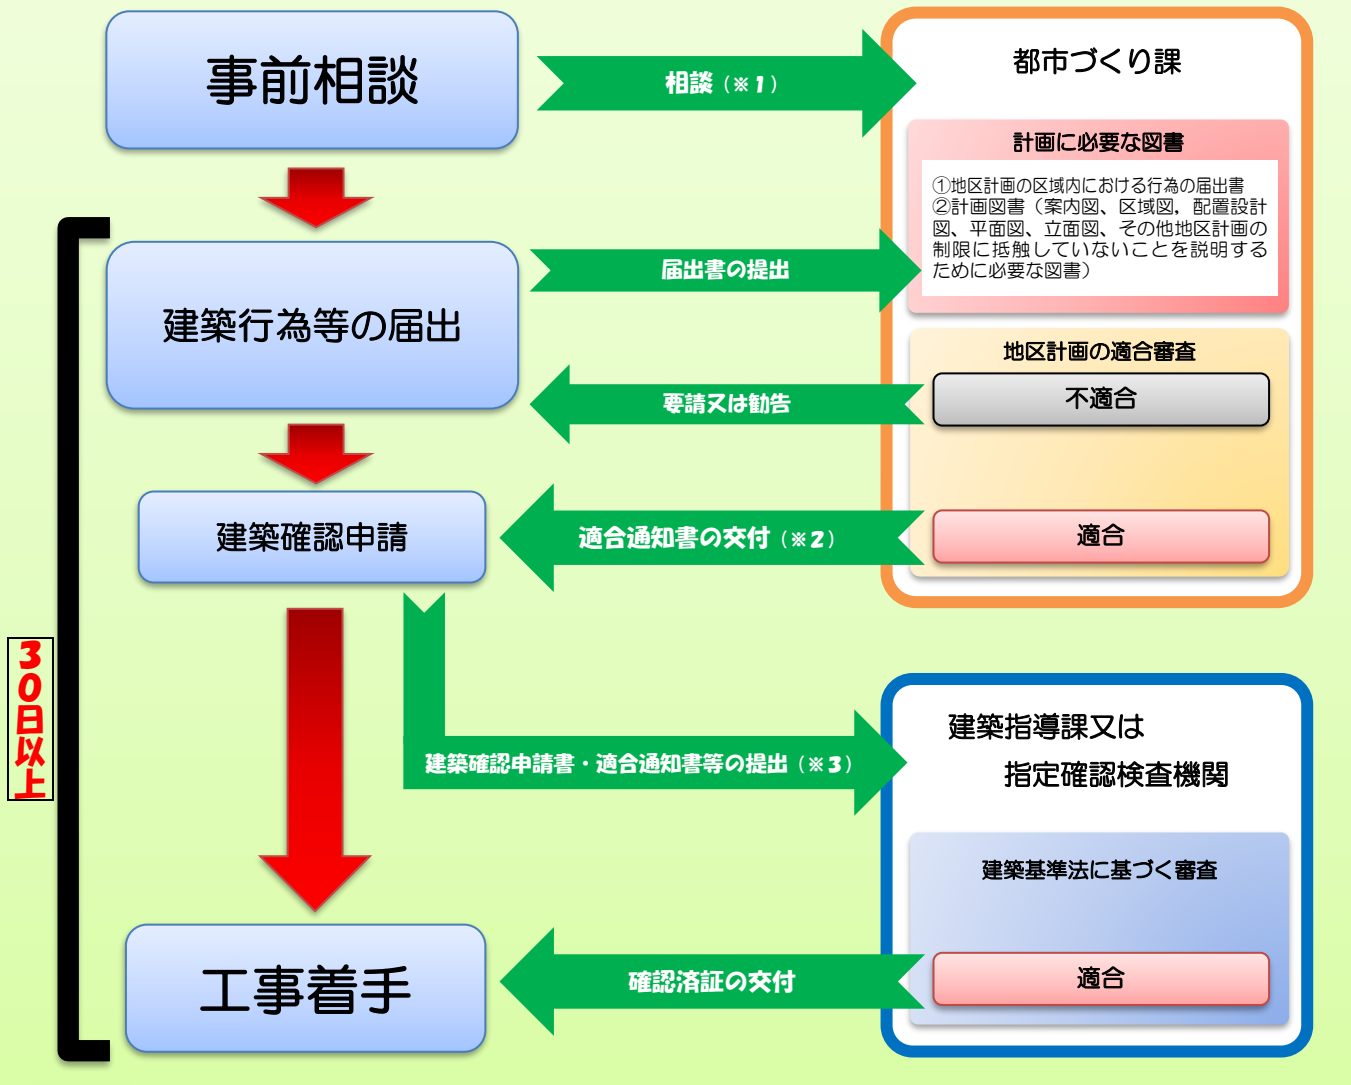 事前相談
相談（※１）
都市づくり課
計画に必要な図書
①地区計画の区域内における行為の届出書
②計画図書（案内図、区域図，配置設計
図、平面図、立面図、その他地区計画の
制限に抵触していないことを説明する
ために必要な図書）
建築行為等の届出
届出書の提出
地区計画の適合審査
不適合
要請又は勧告
建築確認申請
適合通知書の交付（※２）
適合
３０日以上
建築確認申請書・適合通知書等の提出（※３）
建築指導課又は
指定確認検査機関
建築基準法に基づく審査
工事着手
確認済証の交付
適合